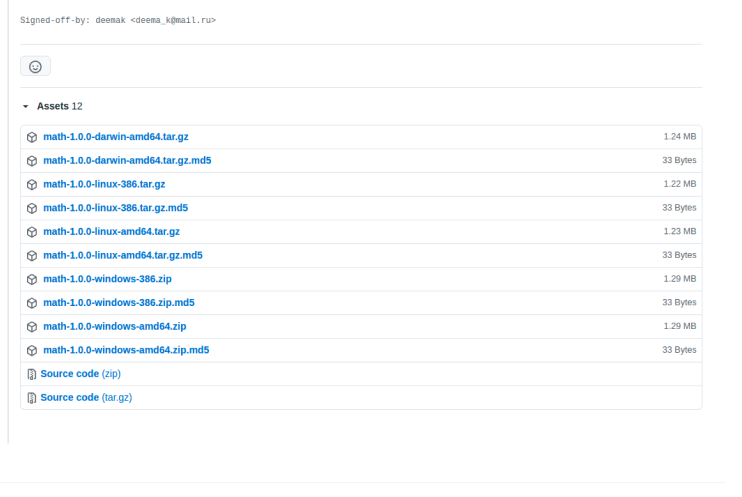 Signed-off-by: deemak <deema_k@mail.ru>
Assets 12
math-1.0.0-darwin-amd64.tar.gz 1.24 MB
math-1.0.0-darwin-amd64.tar.gz.md5 33 Bytes
math-1.0.0-linux-386.tar.gz 1.22 MB
math-1.0.0-linux-386.tar.gz.md5 33 Bytes
math-1.0.0-linux-amd64.tar.gz 1.23 MB
math-1.0.0-linux-amd64.tar.gz.md5 33 Bytes
math-1.0.0-windows-386.zip 1.29 MB
math-1.0.0-windows-386.zip.md5 33 Bytes
math-1.0.0-windows-amd64.zip 1.29 MB
math-1.0.0-windows-amd64.zip.md5 33 Bytes
Source code (zip)
Source code (tar.gz)